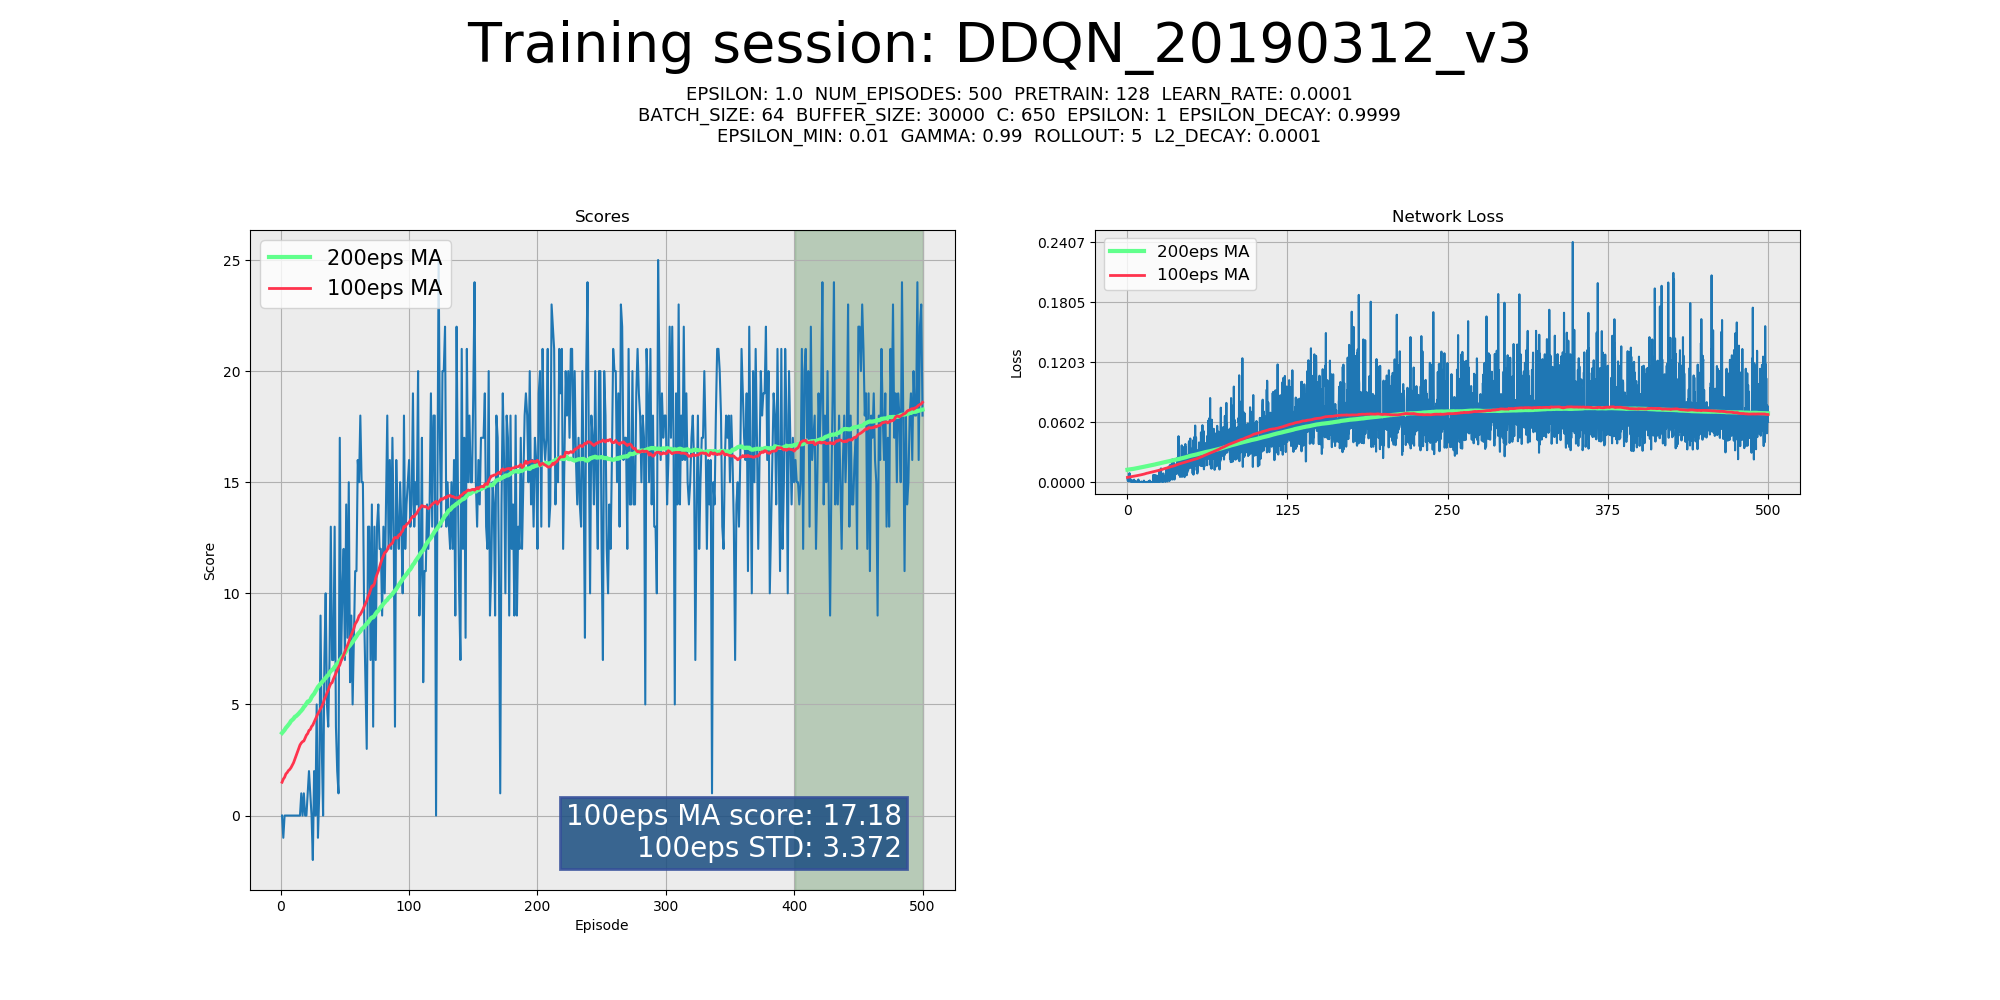 Training session: DDQN_20190312_v3
EPSILON: 1.0  NUM_EPISODES: 500  PRETRAIN: 128  LEARN_RATE: 0.0001
BATCH_SIZE: 64  BUFFER_SIZE: 30000  C: 650  EPSILON: 1  EPSILON_DECAY: 0.9999
EPSILON_MIN: 0.01  GAMMA: 0.99  ROLLOUT: 5  L2_DECAY: 0.0001
Scores
200eps MA
100eps MA
25
20
15
10
5
0
Score
100eps MA score: 17.18
100eps STD: 3.372
0 100 200 300 400 500
Episode
Network Loss
200eps MA
100eps MA
0.2407
0.1805
0.1203
0.0602
0.0000
Loss
0 125 250 375 500